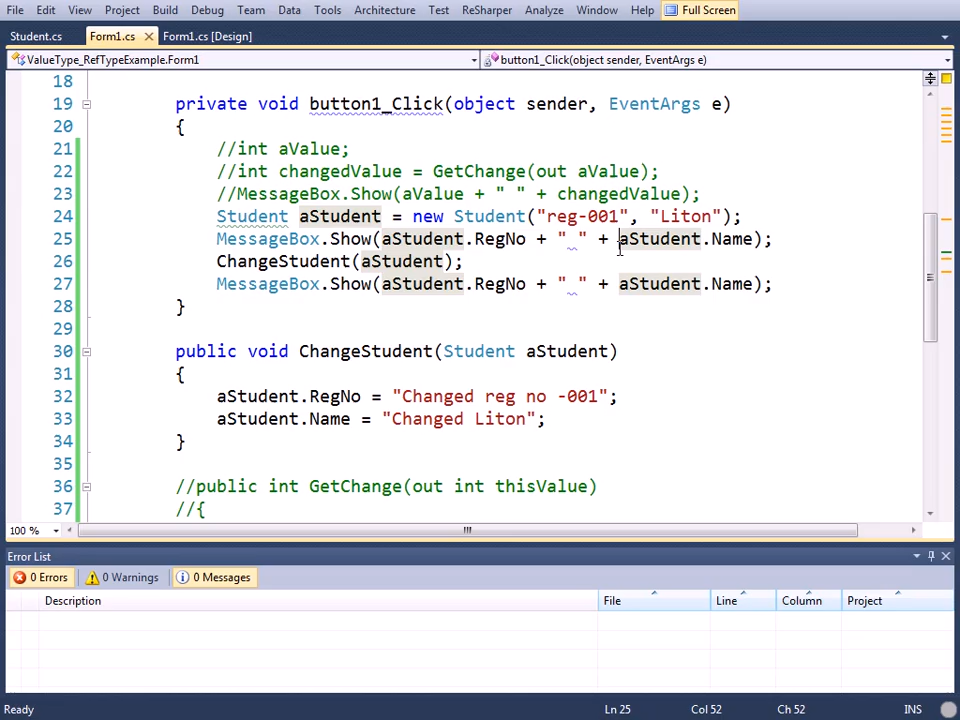 File Edit View Project Build Debug Team Data Tools Architecture Test ReSharper Analyze Window Help Full Screen
Student.cs Form1.cs Form1.cs [Design]
ValueType_RefTypeExample.Form1 button1_Click(object sender, EventArgs e)
18
19 private void button1_Click(object sender, EventArgs e)
20 {
21 //int aValue;
22 //int changedValue = GetChange(out aValue);
23 //MessageBox.Show(aValue + " " + changedValue);
24 Student aStudent = new Student("reg-001", "Liton");
25 MessageBox.Show(aStudent.RegNo + " " + aStudent.Name);
26 ChangeStudent(aStudent);
27 MessageBox.Show(aStudent.RegNo + " " + aStudent.Name);
28 }
29
30 public void ChangeStudent(Student aStudent)
31 {
32 aStudent.RegNo = "Changed reg no -001";
33 aStudent.Name = "Changed Liton";
34 }
35
36 //public int GetChange(out int thisValue)
37 //{
100 %
Error List
0 Errors 0 Warnings 0 Messages
Description File Line Column Project
Ready Ln 25 Col 52 Ch 52 INS